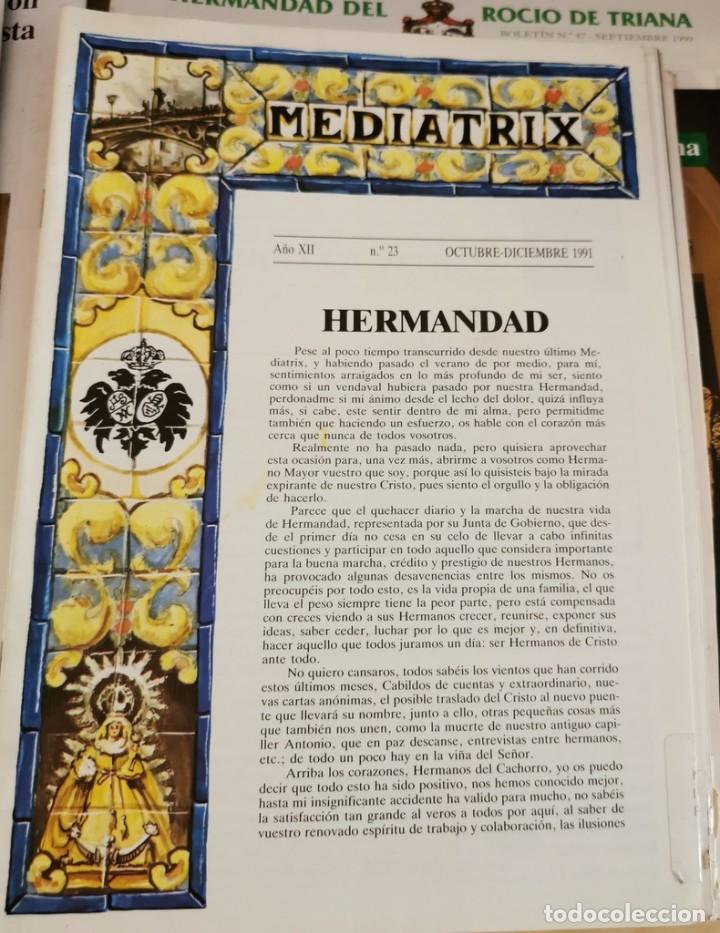 HERMANDAD DEL
ROCIO DE TRIANA
BOLETÍN N.º 47 - SEPTIEMBRE 1999
sta
na
MEDIATRIX
Año XII n.º 23 OCTUBRE-DICIEMBRE 1991
HERMANDAD
Pese al poco tiempo transcurrido desde nuestro último Me-
diatrix, y habiendo pasado el verano de por medio, para mí,
sentimientos arraigados en lo más profundo de mi ser, siento
como si un vendaval hubiera pasado por nuestra Hermandad,
perdonadme si mi ánimo desde el lecho del dolor, quizá influya
más, si cabe, este sentir dentro de mi alma, pero permitidme
también que haciendo un esfuerzo, os hable con el corazón más
cerca que nunca de todos vosotros.
Realmente no ha pasado nada, pero quisiera aprovechar
esta ocasión para, una vez más, abrirme a vosotros como Herma-
no Mayor vuestro que soy, porque así lo quisisteis bajo la mirada
expirante de nuestro Cristo, pues siento el orgullo y la obligación
de hacerlo.
Parece que el quehacer diario y la marcha de nuestra vida
de Hermandad, representada por su Junta de Gobierno, que des-
de el primer día no cesa en su celo de llevar a cabo infinitas
cuestiones y participar en todo aquello que considera importante
para la buena marcha, crédito y prestigio de nuestros Hermanos,
ha provocado algunas desavenencias entre los mismos. No os
preocupéis por todo esto, es la vida propia de una familia, el que
lleva el peso siempre tiene la peor parte, pero está compensada
con creces viendo a sus Hermanos crecer, reunirse, exponer sus
ideas, saber ceder, luchar por lo que es mejor y, en definitiva,
hacer aquello que todos juramos un día: ser Hermanos de Cristo
ante todo.
No quiero cansaros, todos sabéis los vientos que han corrido
estos últimos meses, Cabildos de cuentas y extraordinario, nue-
vas cartas anónimas, el posible traslado del Cristo al nuevo puen-
te que llevará su nombre, junto a ello, otras pequeñas cosas más
que también nos unen, como la muerte de nuestro antiguo capi-
ller Antonio, que en paz descanse, entrevistas entre hermanos,
etc.; de todo un poco hay en la viña del Señor.
Arriba los corazones, Hermanos del Cachorro, yo os puedo
decir que todo esto ha sido positivo, nos hemos conocido mejor,
hasta mi insignificante accidente ha valido para mucho, no sabéis
la satisfacción tan grande al veros a todos por aquí, al saber de
vuestro renovado espíritu de trabajo y colaboración, las ilusiones
todocoleccion.net